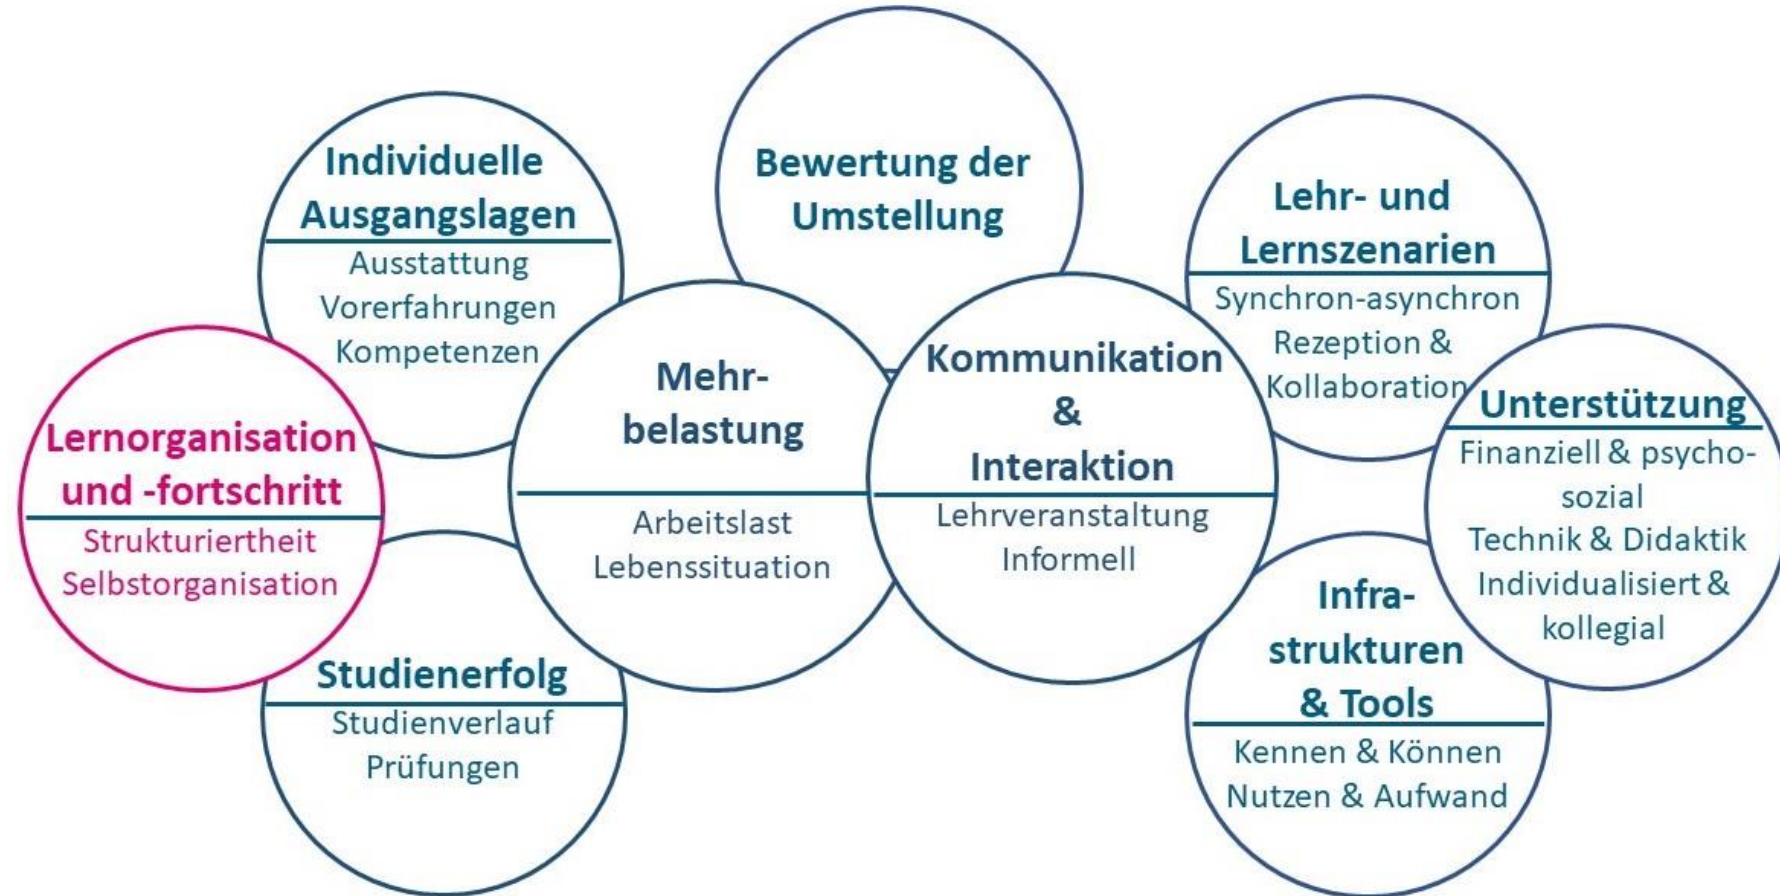 Individuelle
Ausgangslagen
Ausstattung
Vorerfahrungen
Kompetenzen
Bewertung der
Umstellung
Lehr- und
Lernszenarien
Synchron-asynchron
Rezeption &
Kollaboration
Lernorganisation
und -fortschritt
Strukturiertheit
Selbstorganisation
Mehr-
belastung
Arbeitslast
Lebenssituation
Kommunikation
&
Interaktion
Lehrveranstaltung
Informell
Unterstützung
Finanziell & psycho-
sozial
Technik & Didaktik
Individualisiert &
kollegial
Studienerfolg
Studienverlauf
Prüfungen
Infra-
strukturen
& Tools
Kennen & Können
Nutzen & Aufwand